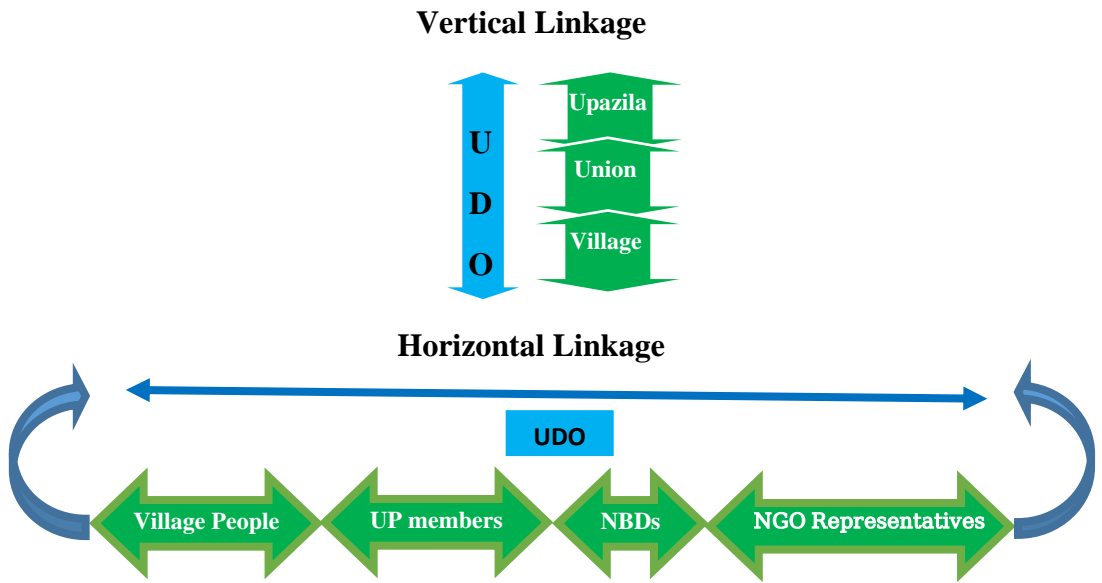 Vertical Linkage
U
D
O
Upazila
Union
Village
Horizontal Linkage
UDO
Village People
UP members
NBDs
NGO Representatives